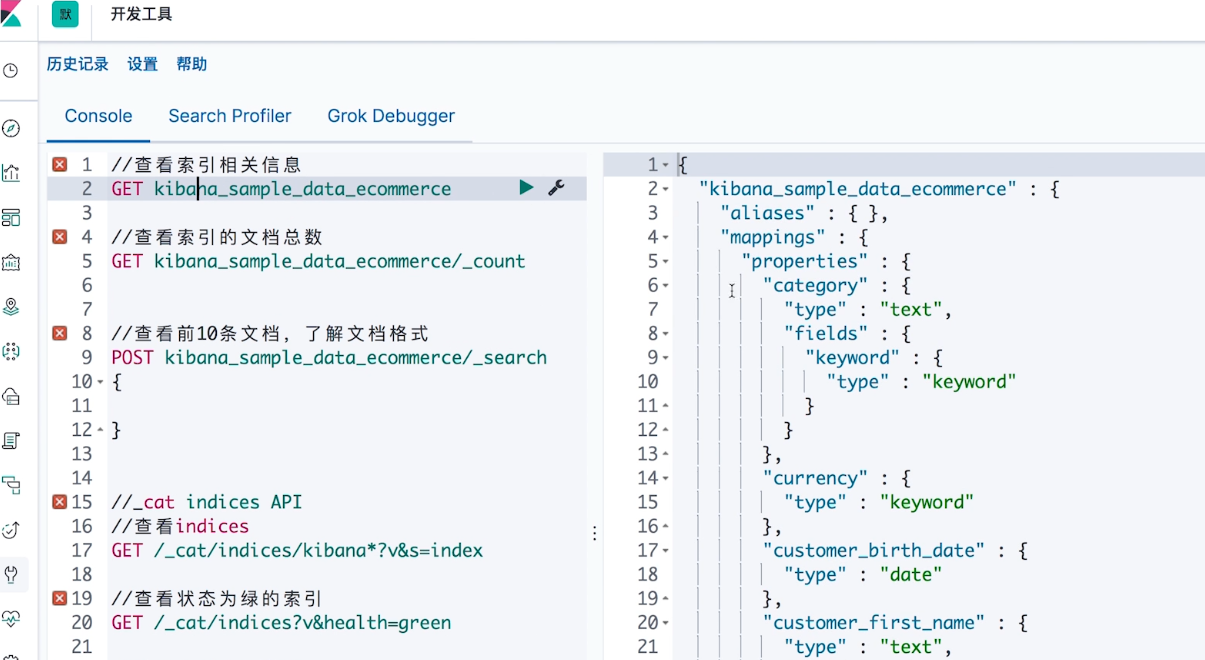 默
开发工具
历史记录 设置 帮助
Console Search Profiler Grok Debugger
1 //查看索引相关信息
2 GET kibana_sample_data_ecommerce
3
4 //查看索引的文档总数
5 GET kibana_sample_data_ecommerce/_count
6
7
8 //查看前10条文档，了解文档格式
9 POST kibana_sample_data_ecommerce/_search
10 {
11
12 }
13
14
15 //_cat indices API
16 //查看indices
17 GET /_cat/indices/kibana*?v&s=index
18
19 //查看状态为绿的索引
20 GET /_cat/indices?v&health=green
21
1 {
2 "kibana_sample_data_ecommerce" : {
3 "aliases" : { },
4 "mappings" : {
5 "properties" : {
6 "category" : {
7 "type" : "text",
8 "fields" : {
9 "keyword" : {
10 "type" : "keyword"
11 }
12 }
13 },
14 "currency" : {
15 "type" : "keyword"
16 },
17 "customer_birth_date" : {
18 "type" : "date"
19 },
20 "customer_first_name" : {
21 "type" : "text",